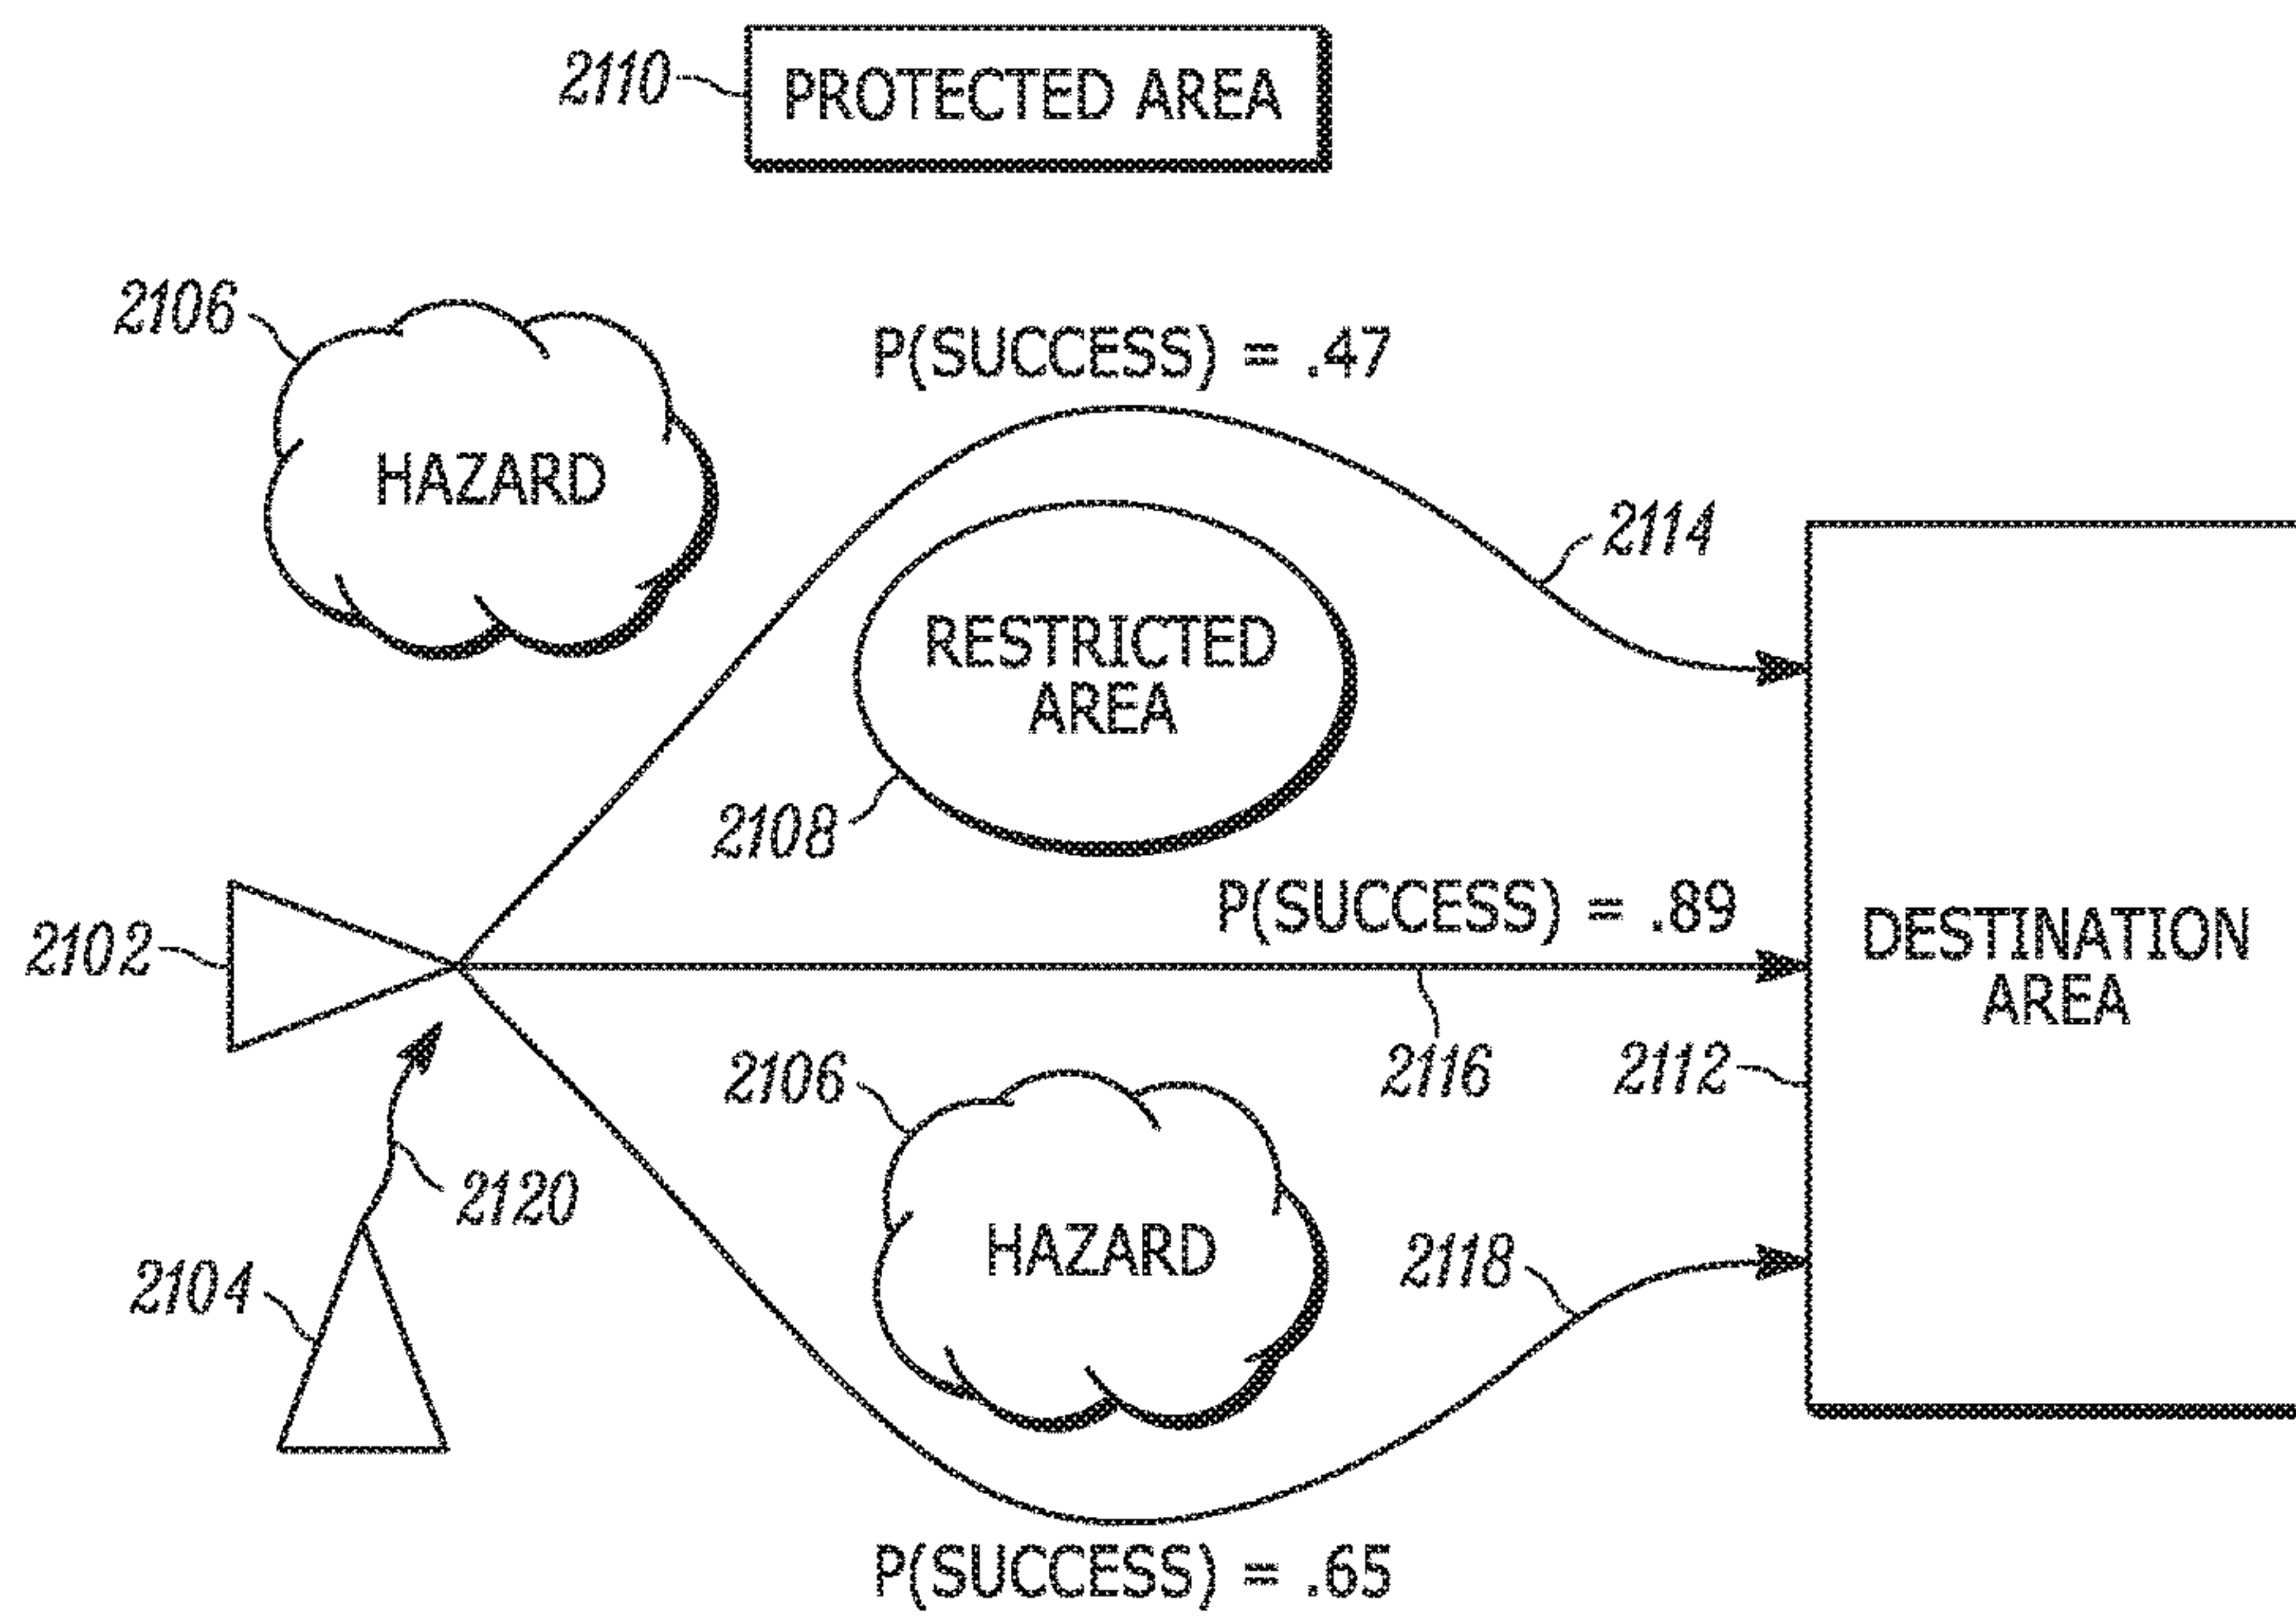 2110
PROTECTED AREA
2106
P(SUCCESS) = .47
HAZARD
2114
RESTRICTED
AREA
2108
P(SUCCESS) = .89
2102
DESTINATION
AREA
2106
2116
2112
2120
HAZARD
2118
2104
P(SUCCESS) = .65